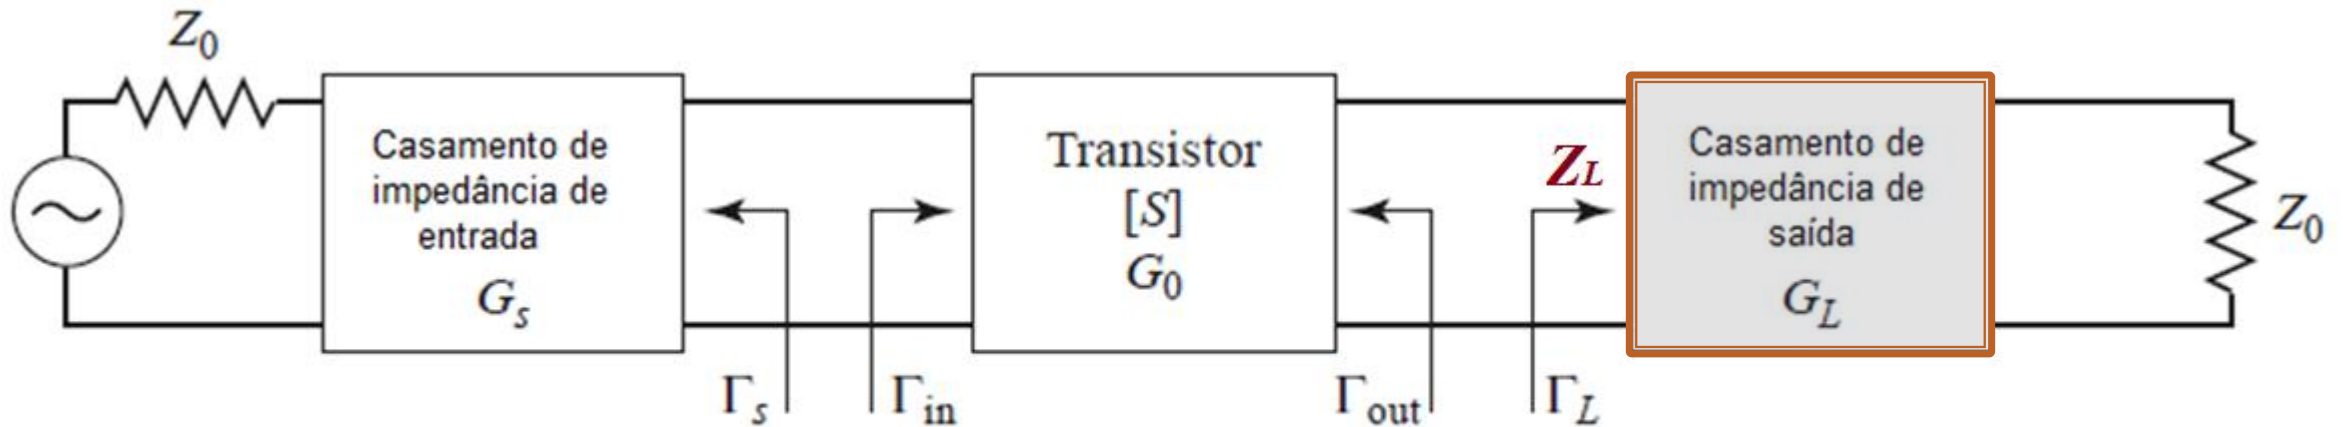 Z0
Casamento de
impedância de
entrada
Gs
Γs
Γin
Transistor
[S]
G0
Γout
ZL
ΓL
Casamento de
impedância de
saída
GL
Z0